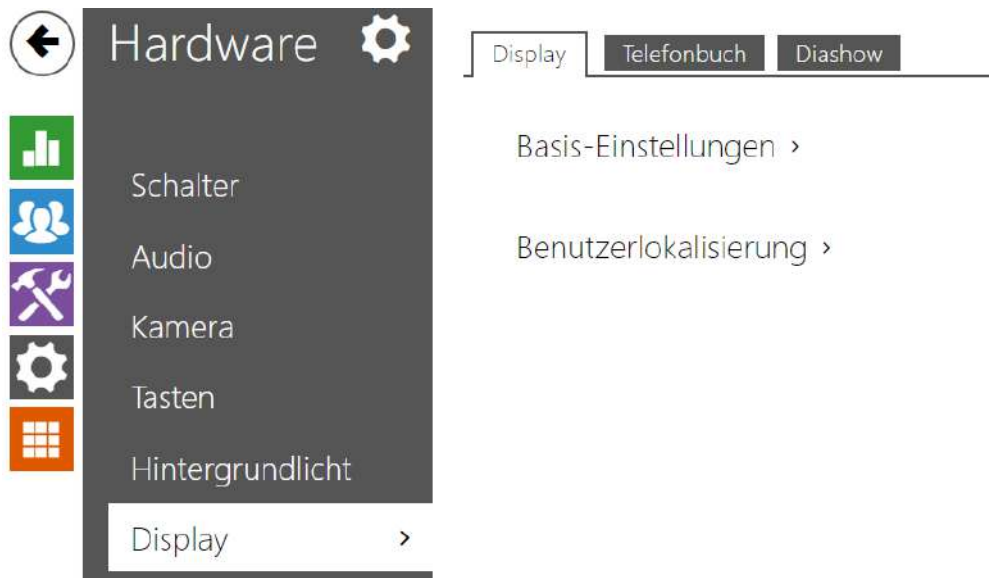 Hardware
Schalter
Audio
Kamera
Tasten
Hintergrundlicht
Display
Display
Telefonbuch
Diashow
Basis-Einstellungen
Benutzerlokalisierung